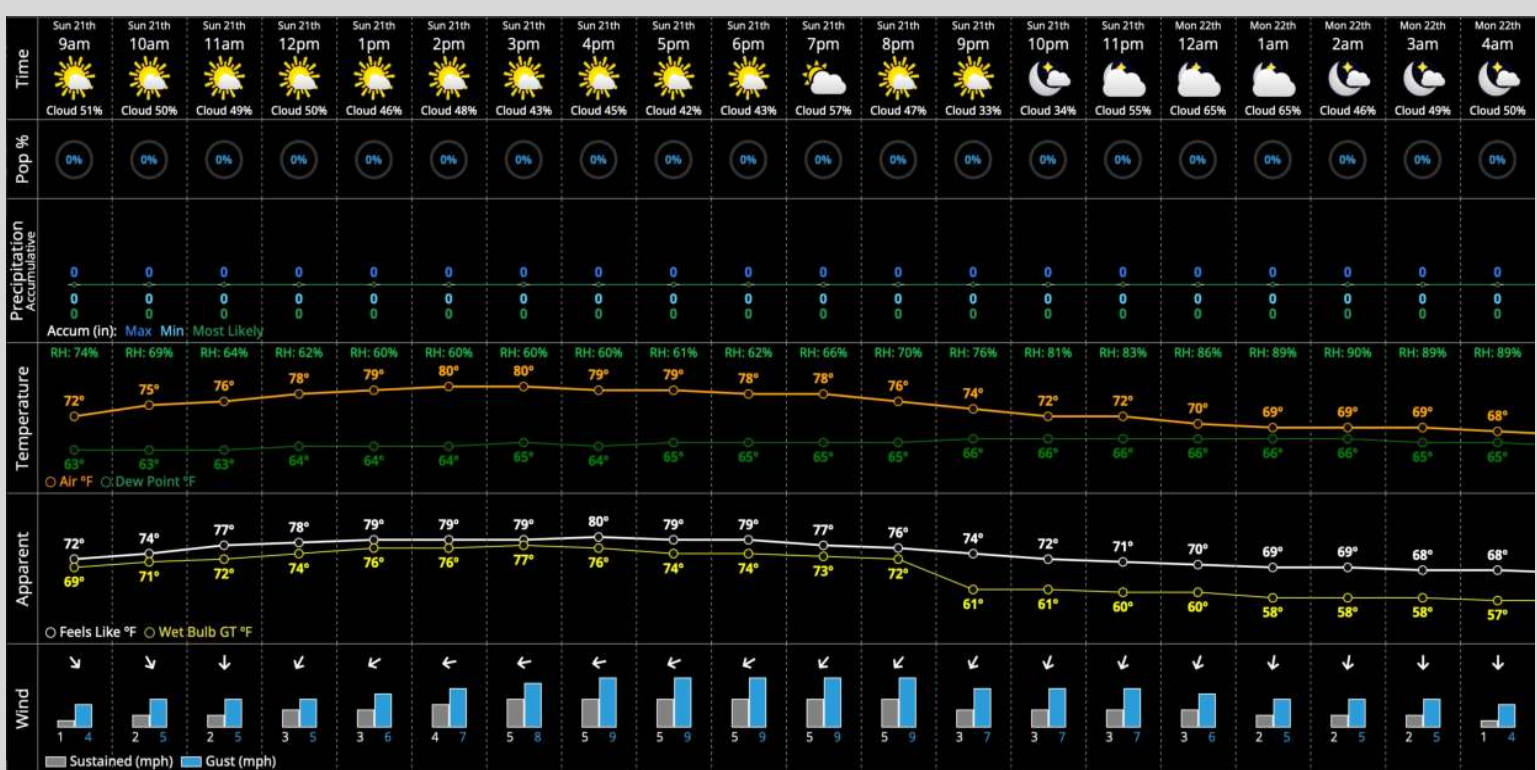 Sun 21th Sun 21th Sun 21th Sun 21th Sun 21th Sun 21th Sun 21th Sun 21th Sun 21th Sun 21th Sun 21th Sun 21th Sun 21th Sun 21th Sun 21th Mon 22th Mon 22th Mon 22th Mon 22th Mon 22th
Time
9am 10am 11am 12pm 1pm 2pm 3pm 4pm 5pm 6pm 7pm 8pm 9pm 10pm 11pm 12am 1am 2am 3am 4am
Cloud 51% Cloud 50% Cloud 49% Cloud 50% Cloud 46% Cloud 48% Cloud 43% Cloud 45% Cloud 42% Cloud 43% Cloud 57% Cloud 47% Cloud 33% Cloud 34% Cloud 55% Cloud 65% Cloud 65% Cloud 46% Cloud 49% Cloud 50%
Pop %
0% 0% 0% 0% 0% 0% 0% 0% 0% 0% 0% 0% 0% 0% 0% 0% 0% 0% 0% 0%
Precipitation
Accumulative
0 0 0 0 0 0 0 0 0 0 0 0 0 0 0 0 0 0 0 0
0 0 0 0 0 0 0 0 0 0 0 0 0 0 0 0 0 0 0 0
0 0 0 0 0 0 0 0 0 0 0 0 0 0 0 0 0 0 0 0
Accum (in): Max Min Most Likely
Temperature
RH: 74% RH: 69% RH: 64% RH: 62% RH: 60% RH: 60% RH: 60% RH: 60% RH: 61% RH: 62% RH: 66% RH: 70% RH: 76% RH: 81% RH: 83% RH: 86% RH: 89% RH: 90% RH: 89% RH: 89%
72° 75° 76° 78° 79° 80° 80° 79° 79° 78° 78° 76° 74° 72° 72° 70° 69° 69° 69° 68°
63° 63° 63° 64° 64° 64° 65° 64° 65° 65° 65° 65° 66° 66° 66° 66° 66° 66° 65° 65°
Air °F Dew Point °F
Apparent
72° 74° 77° 78° 79° 79° 79° 80° 79° 79° 77° 76° 74° 72° 71° 70° 69° 69° 68° 68°
69° 71° 72° 74° 76° 76° 77° 76° 74° 74° 73° 72° 61° 61° 60° 60° 58° 58° 58° 57°
Feels Like °F Wet Bulb GT °F
Wind
1 4 2 5 2 5 3 5 3 6 4 7 5 8 5 9 5 9 5 9 5 9 5 9 3 7 3 7 3 7 3 6 2 5 2 5 2 5 1 4
Sustained (mph) Gust (mph)